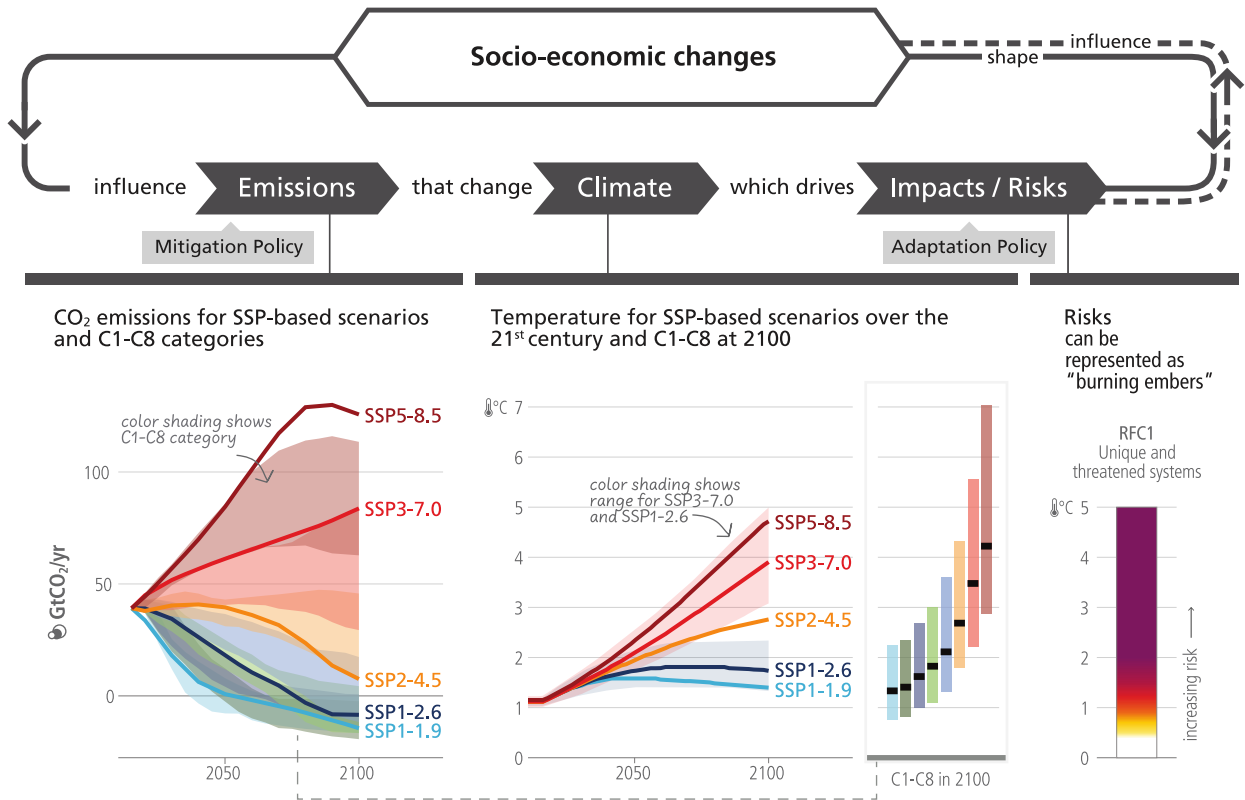 Socio-economic changes
influence
shape
influence
Emissions
that change
Climate
which drives
Impacts / Risks
Mitigation Policy
Adaptation Policy
CO₂ emissions for SSP-based scenarios
and C1-C8 categories
color shading shows
C1-C8 category
GtCO₂/yr
100
50
0
2050
2100
SSP5-8.5
SSP3-7.0
SSP2-4.5
SSP1-2.6
SSP1-1.9
Temperature for SSP-based scenarios over the
21st century and C1-C8 at 2100
°C
7
6
5
4
3
2
1
0
color shading shows
range for SSP3-7.0
and SSP1-2.6
SSP5-8.5
SSP3-7.0
SSP2-4.5
SSP1-2.6
SSP1-1.9
2050
2100
C1-C8 in 2100
Risks
can be
represented as
“burning embers”
RFC1
Unique and
threatened systems
°C
5
4
3
2
1
0
increasing risk